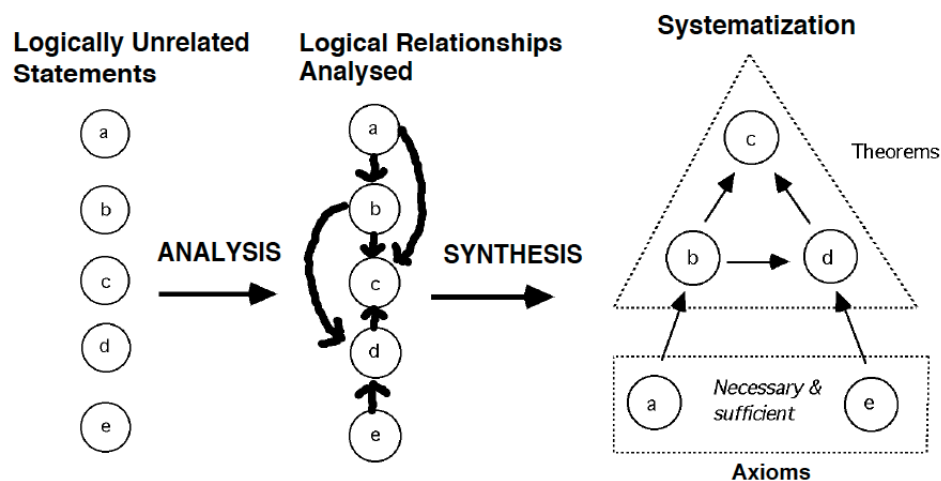 Logically Unrelated
Statements
a
b
c
d
e
ANALYSIS
Logical Relationships
Analysed
a
b
c
d
e
SYNTHESIS
Systematization
c
Theorems
b
d
a
Necessary &
sufficient
e
Axioms